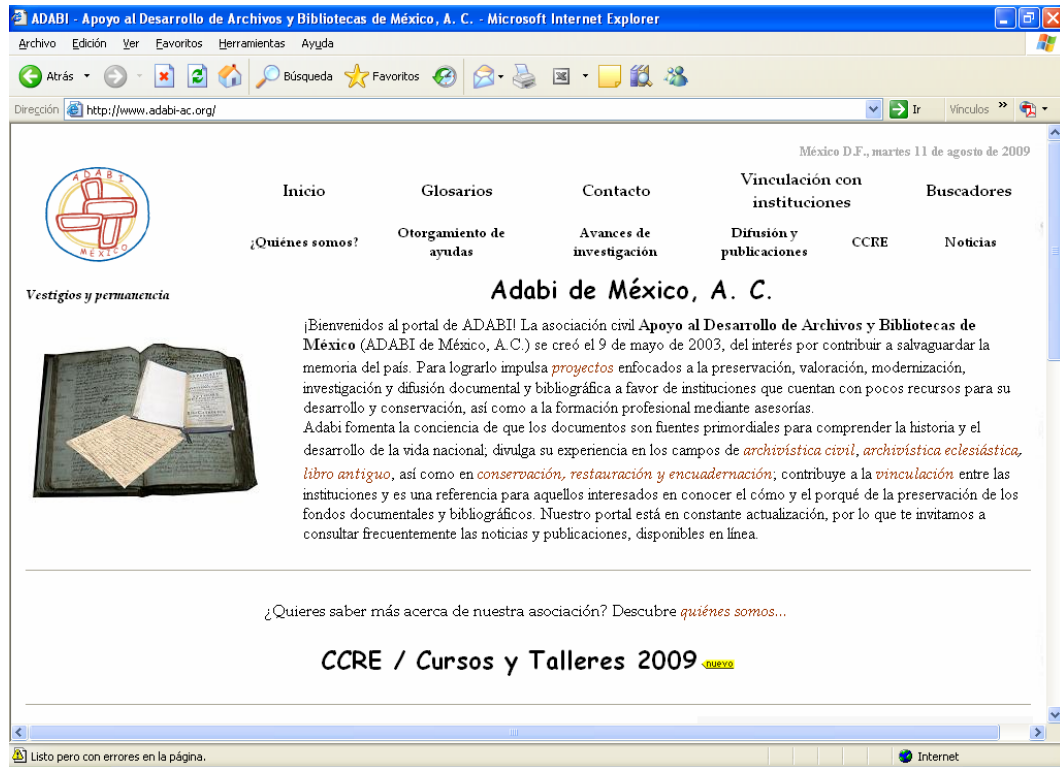 ADABI - Apoyo al Desarrollo de Archivos y Bibliotecas de México, A. C. - Microsoft Internet Explorer
Archivo Edición Ver Favoritos Herramientas Ayuda
Atrás Búsqueda Favoritos
Dirección http://www.adabi-ac.org/ Ir Vínculos »
México D.F., martes 11 de agosto de 2009
ADABI
MÉXICO
Inicio Glosarios Contacto Vinculación con instituciones Buscadores
¿Quiénes somos? Otorgamiento de ayudas Avances de investigación Difusión y publicaciones CCRE Noticias
Vestigios y permanencia
Adabi de México, A. C.
¡Bienvenidos al portal de ADABI! La asociación civil Apoyo al Desarrollo de Archivos y Bibliotecas de
México (ADABI de México, A.C.) se creó el 9 de mayo de 2003, del interés por contribuir a salvaguardar la
memoria del país. Para lograrlo impulsa proyectos enfocados a la preservación, valoración, modernización,
investigación y difusión documental y bibliográfica a favor de instituciones que cuentan con pocos recursos para su
desarrollo y conservación, así como a la formación profesional mediante asesorías.
Adabi fomenta la conciencia de que los documentos son fuentes primordiales para comprender la historia y el
desarrollo de la vida nacional; divulga su experiencia en los campos de archivística civil, archivística eclesiástica,
libro antiguo, así como en conservación, restauración y encuadernación; contribuye a la vinculación entre las
instituciones y es una referencia para aquellos interesados en conocer el cómo y el porqué de la preservación de los
fondos documentales y bibliográficos. Nuestro portal está en constante actualización, por lo que te invitamos a
consultar frecuentemente las noticias y publicaciones, disponibles en línea.
¿Quieres saber más acerca de nuestra asociación? Descubre quiénes somos...
CCRE / Cursos y Talleres 2009 nuevo
Listo pero con errores en la página. Internet